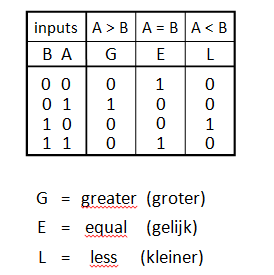 inputs A > B A = B A < B
B A G E L
0 0 0 1 0
0 1 1 0 0
1 0 0 0 1
1 1 0 1 0
G = greater (groter)
E = equal (gelijk)
L = less (kleiner)